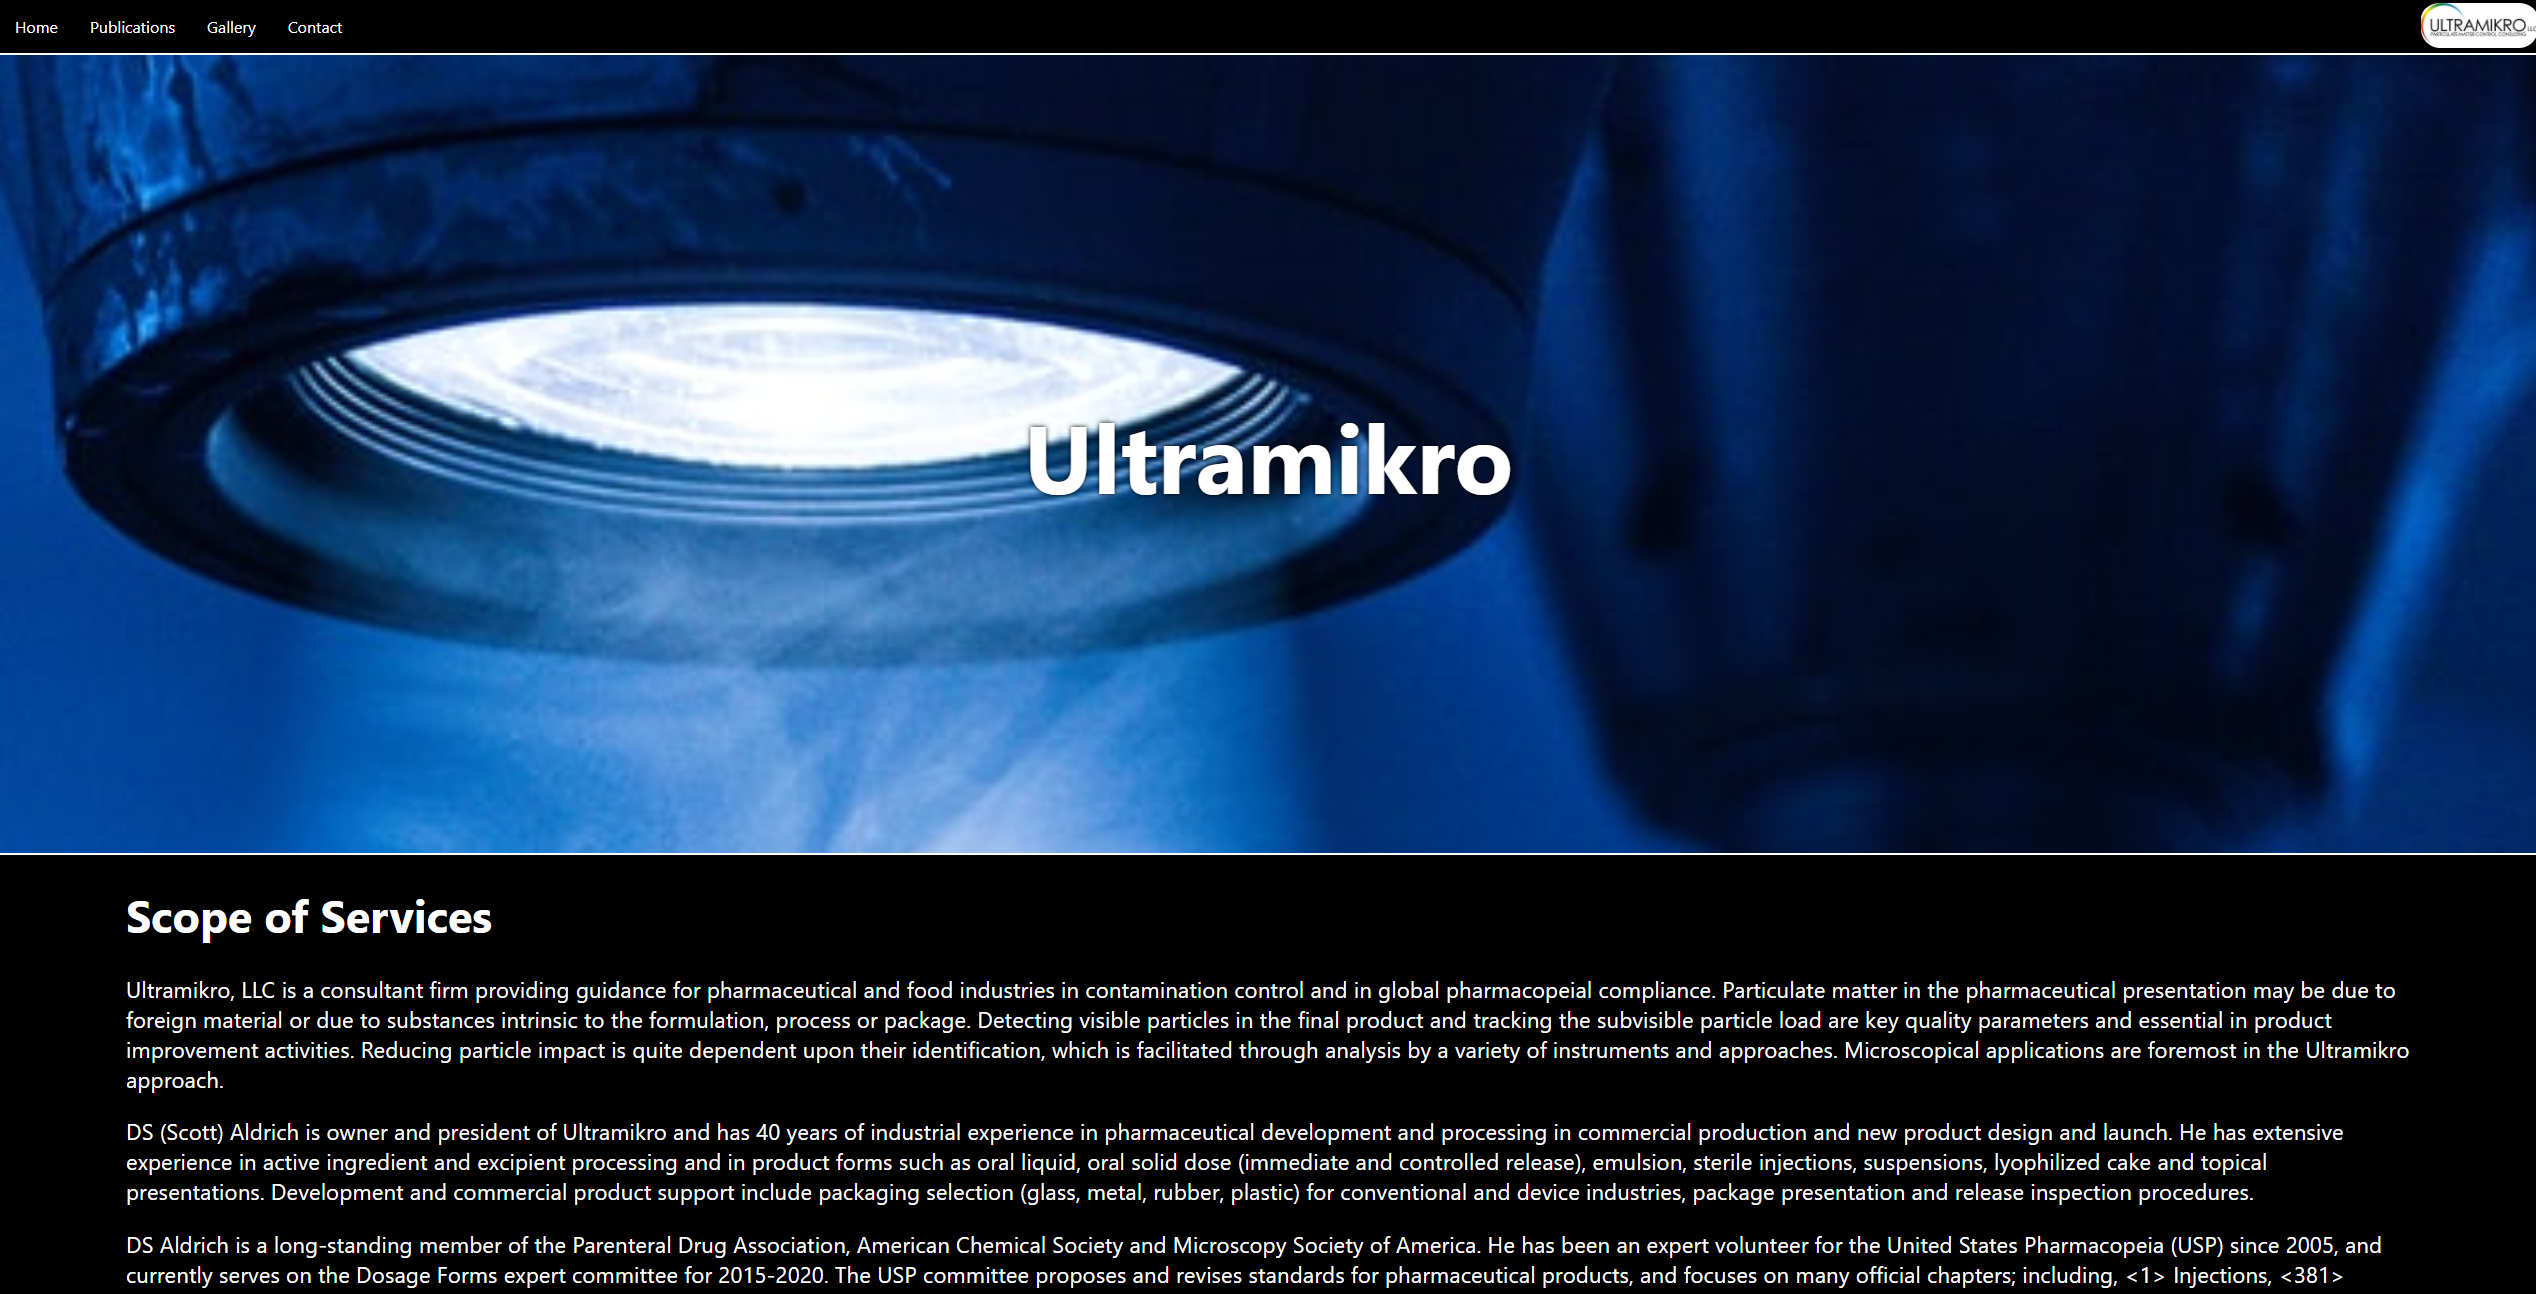 Home
Publications
Gallery
Contact
ULTRAMIKRO LLC
PARTICULATE MATTER CONTROL CONSULTING
Ultramikro
Scope of Services
Ultramikro, LLC is a consultant firm providing guidance for pharmaceutical and food industries in contamination control and in global pharmacopeial compliance. Particulate matter in the pharmaceutical presentation may be due to
foreign material or due to substances intrinsic to the formulation, process or package. Detecting visible particles in the final product and tracking the subvisible particle load are key quality parameters and essential in product
improvement activities. Reducing particle impact is quite dependent upon their identification, which is facilitated through analysis by a variety of instruments and approaches. Microscopical applications are foremost in the Ultramikro
approach.
DS (Scott) Aldrich is owner and president of Ultramikro and has 40 years of industrial experience in pharmaceutical development and processing in commercial production and new product design and launch. He has extensive
experience in active ingredient and excipient processing and in product forms such as oral liquid, oral solid dose (immediate and controlled release), emulsion, sterile injections, suspensions, lyophilized cake and topical
presentations. Development and commercial product support include packaging selection (glass, metal, rubber, plastic) for conventional and device industries, package presentation and release inspection procedures.
DS Aldrich is a long-standing member of the Parenteral Drug Association, American Chemical Society and Microscopy Society of America. He has been an expert volunteer for the United States Pharmacopeia (USP) since 2005, and
currently serves on the Dosage Forms expert committee for 2015-2020. The USP committee proposes and revises standards for pharmaceutical products, and focuses on many official chapters; including, <1> Injections, <381>